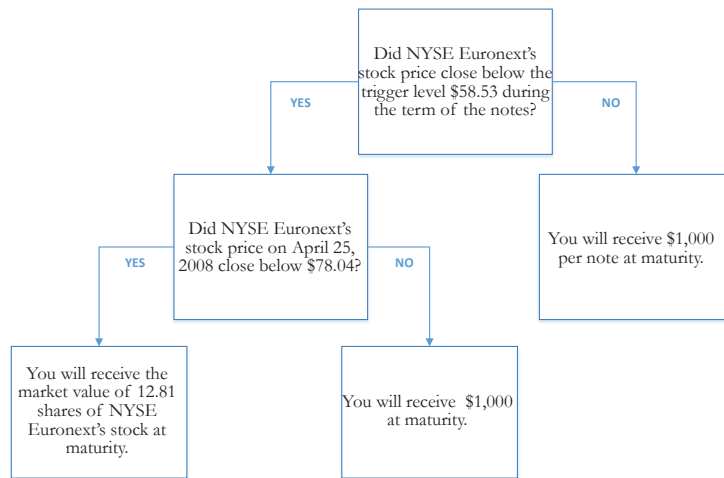 Did NYSE Euronext's
stock price close below the
trigger level $58.53 during
the term of the notes?
YES
NO
Did NYSE Euronext's
stock price on April 25,
2008 close below $78.04?
You will receive $1,000
per note at maturity.
YES
NO
You will receive the
market value of 12.81
shares of NYSE
Euronext's stock at
maturity.
You will receive $1,000
at maturity.